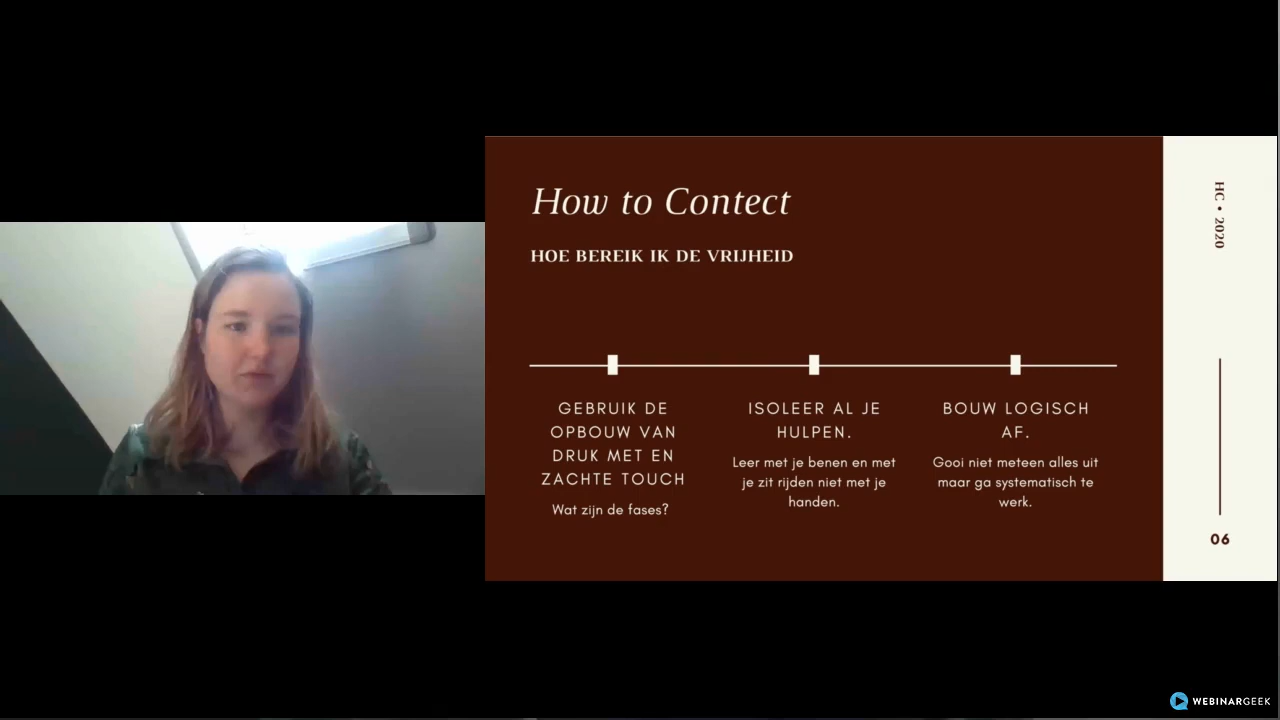 How to Contect
HOE BEREIK IK DE VRIJHEID
GEBRUIK DE
OPBOUW VAN
DRUK MET EN
ZACHTE TOUCH
Wat zijn de fases?
ISOLEER AL JE
HULPEN.
Leer met je benen en met
je zit rijden niet met je
handen.
BOUW LOGISCH
AF.
Gooi niet meteen alles uit
maar ga systematisch te
werk.
HC • 2020
06
WEBINARGEEK